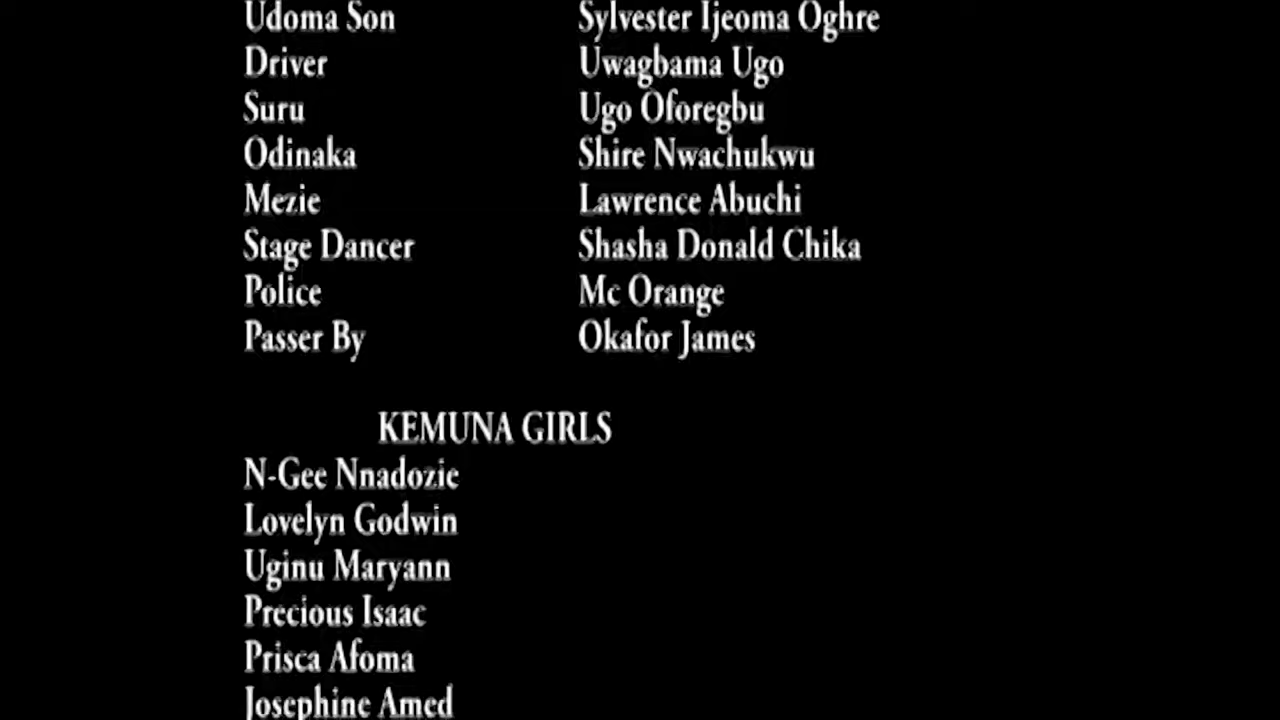 Udoma Son Sylvester Ijeoma Oghre
Driver Uwagbama Ugo
Suru Ugo Oforegbu
Odinaka Shire Nwachukwu
Mezie Lawrence Abuchi
Stage Dancer Shasha Donald Chika
Police Mc Orange
Passer By Okafor James
KEMUNA GIRLS
N-Gee Nnadozie
Lovelyn Godwin
Uginu Maryann
Precious Isaac
Prisca Afoma
Josephine Amed